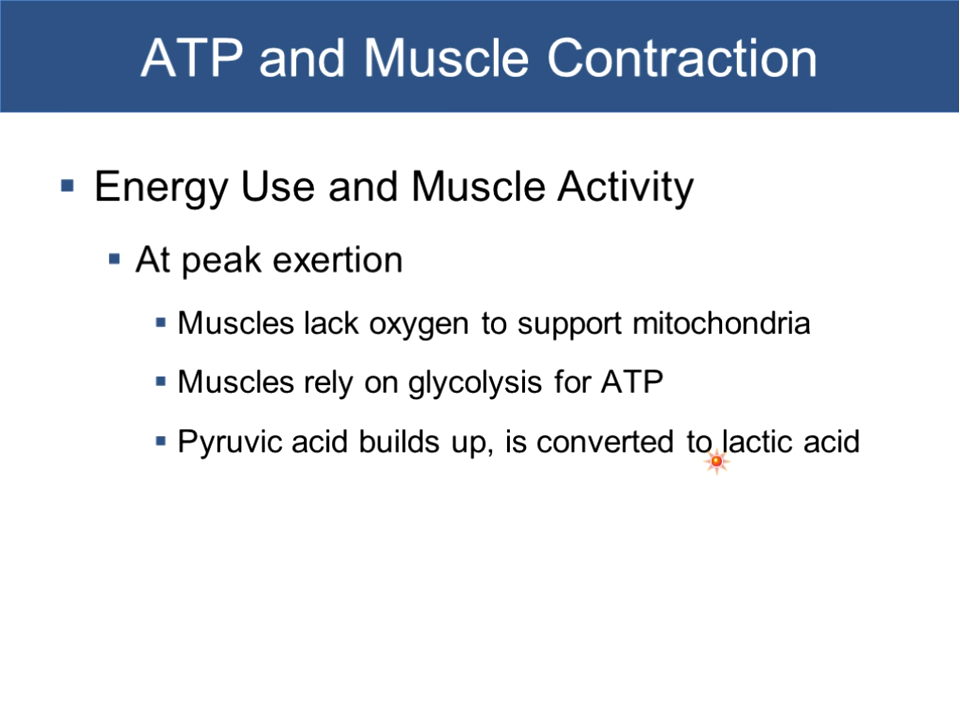 ATP and Muscle Contraction
Energy Use and Muscle Activity
At peak exertion
Muscles lack oxygen to support mitochondria
Muscles rely on glycolysis for ATP
Pyruvic acid builds up, is converted to lactic acid